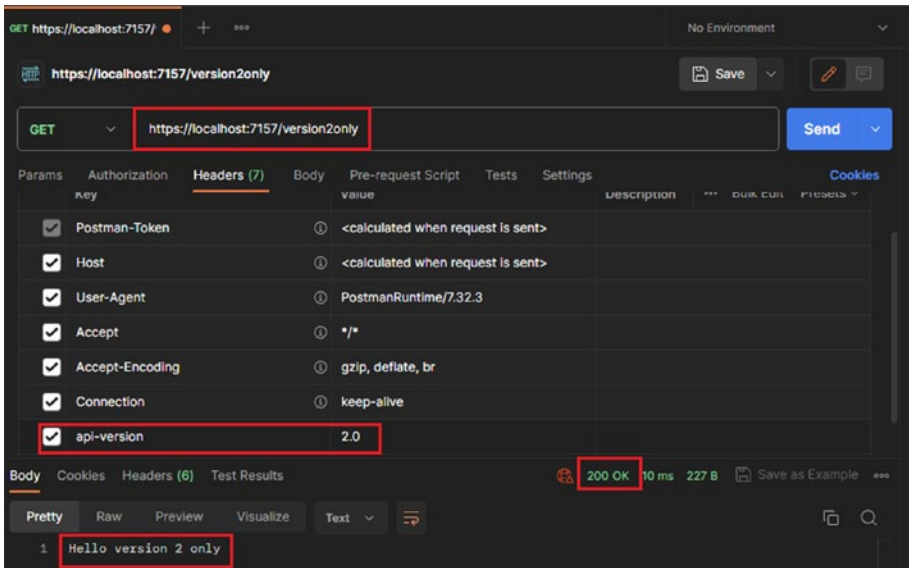 GET https://localhost:7157/
No Environment
HTTP https://localhost:7157/version2only Save
GET https://localhost:7157/version2only Send
Params Authorization Headers (7) Body Pre-request Script Tests Settings Cookies
Key Value Description Bulk Edit Presets
Postman-Token <calculated when request is sent>
Host <calculated when request is sent>
User-Agent PostmanRuntime/7.32.3
Accept */*
Accept-Encoding gzip, deflate, br
Connection keep-alive
api-version 2.0
Body Cookies Headers (6) Test Results 200 OK 10 ms 227 B Save as Example
Pretty Raw Preview Visualize Text
1 Hello version 2 only